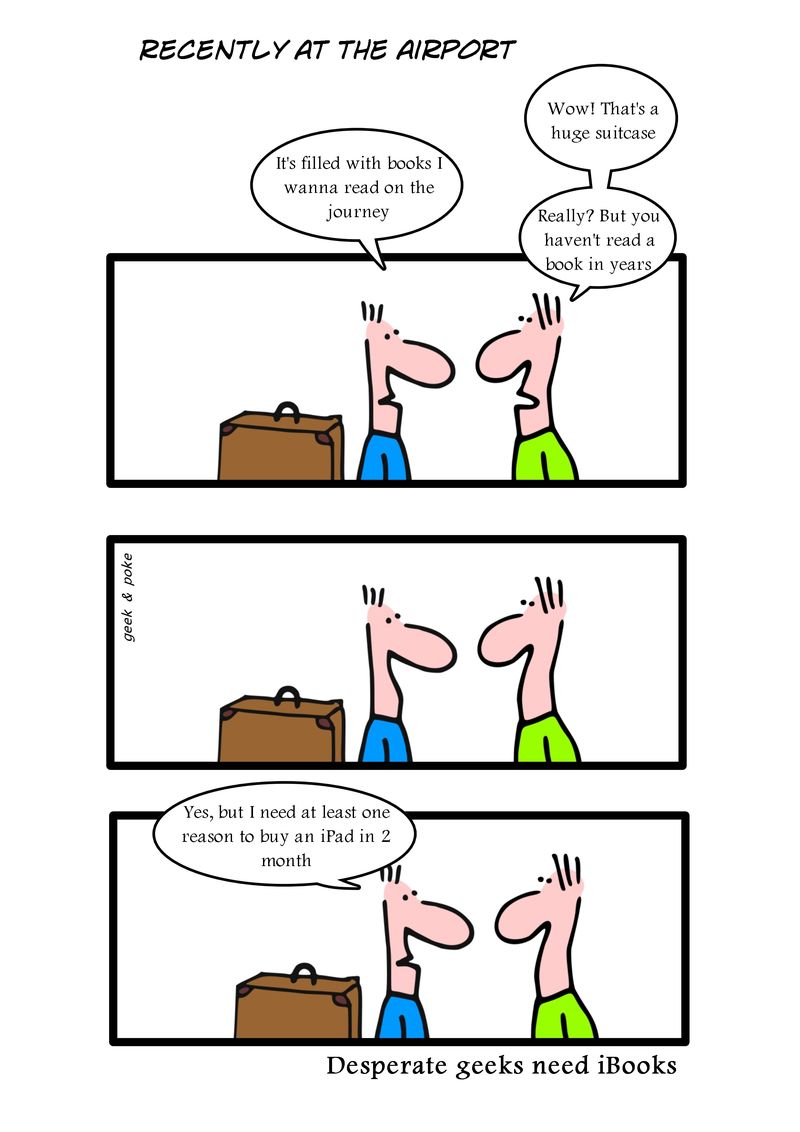 RECENTLY AT THE AIRPORT
Wow! That's a
huge suitcase
It's filled with books I
wanna read on the
journey
Really? But you
haven't read a
book in years
geek & poke
Yes, but I need at least one
reason to buy an iPad in 2
month
Desperate geeks need iBooks